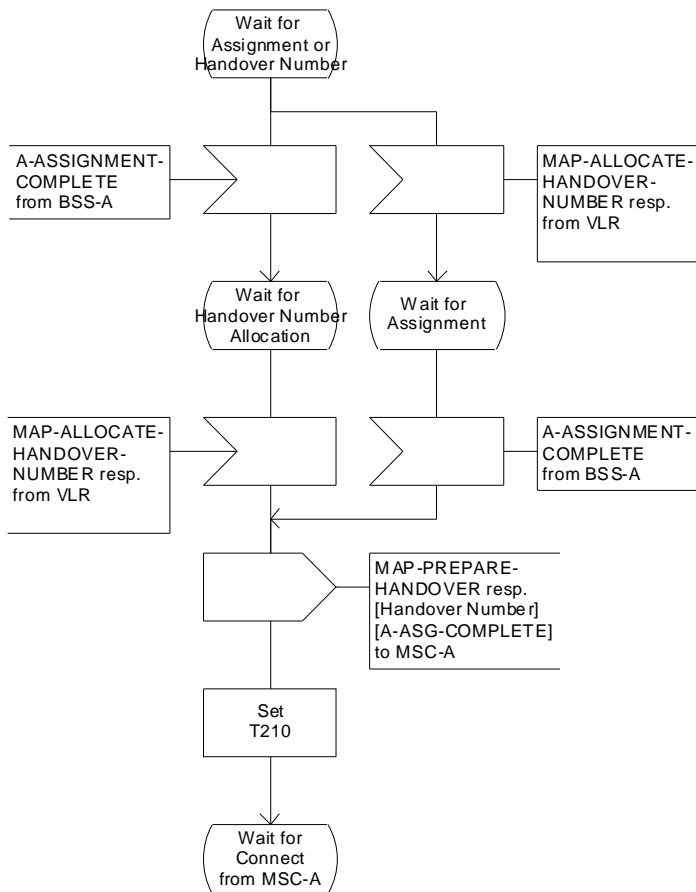 Wait for
Assignment or
Handover Number
A-ASSIGNMENT-
COMPLETE
from BSS-A
MAP-ALLOCATE-
HANDOVER-
NUMBER resp.
from VLR
Wait for
Handover Number
Allocation
Wait for
Assignment
MAP-ALLOCATE-
HANDOVER-
NUMBER resp.
from VLR
A-ASSIGNMENT-
COMPLETE
from BSS-A
MAP-PREPARE-
HANDOVER resp.
[Handover Number]
[A-ASG-COMPLETE]
to MSC-A
Set
T210
Wait for
Connect
from MSC-A